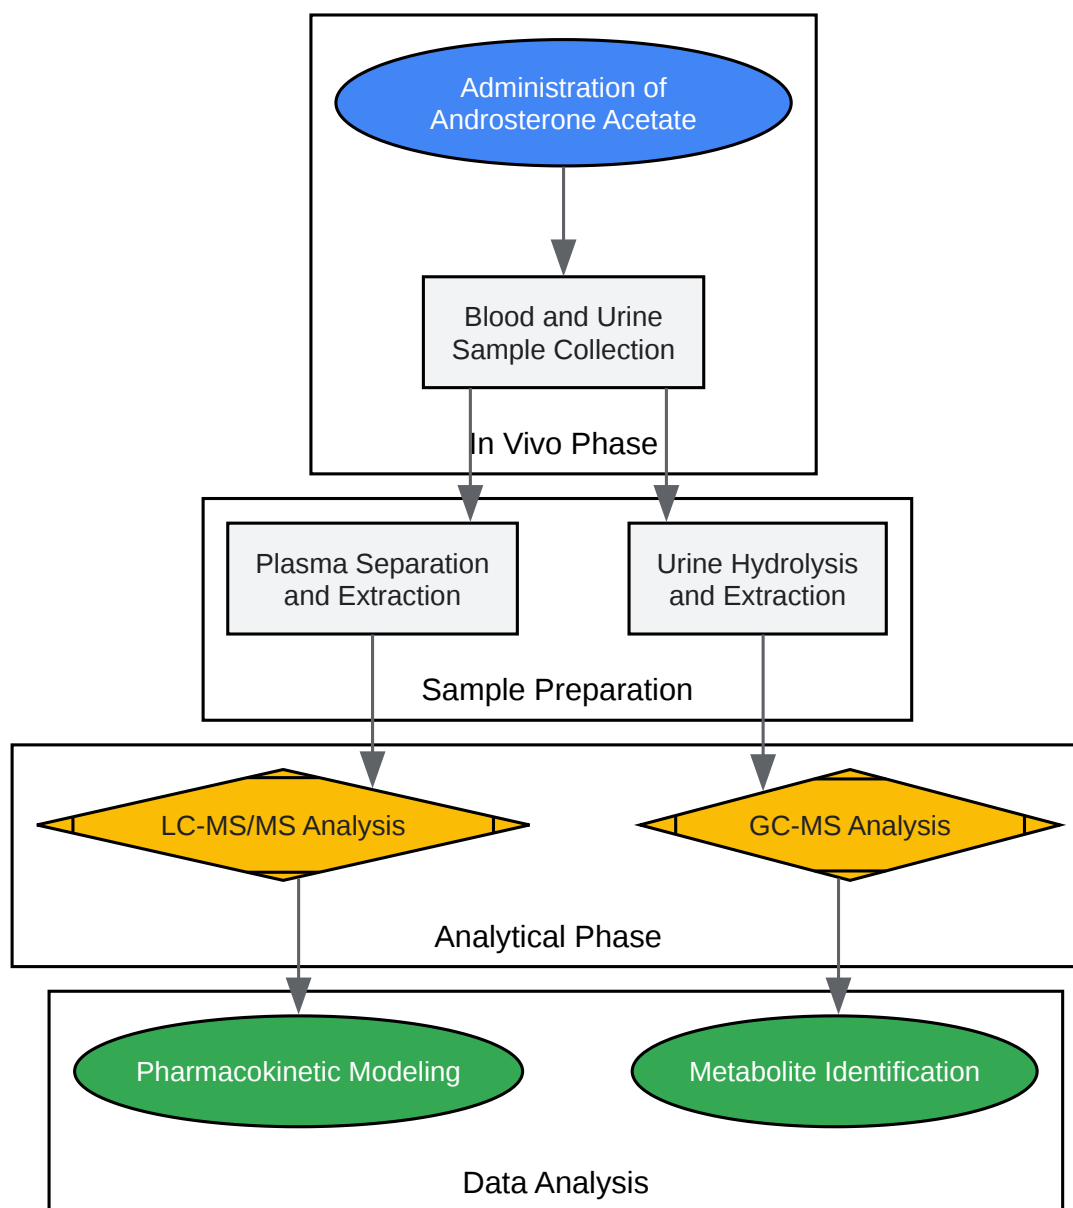 Administration of
Androsterone Acetate
Blood and Urine
Sample Collection
In Vivo Phase
Plasma Separation
and Extraction
Urine Hydrolysis
and Extraction
Sample Preparation
LC-MS/MS Analysis
GC-MS Analysis
Analytical Phase
Pharmacokinetic Modeling
Metabolite Identification
Data Analysis